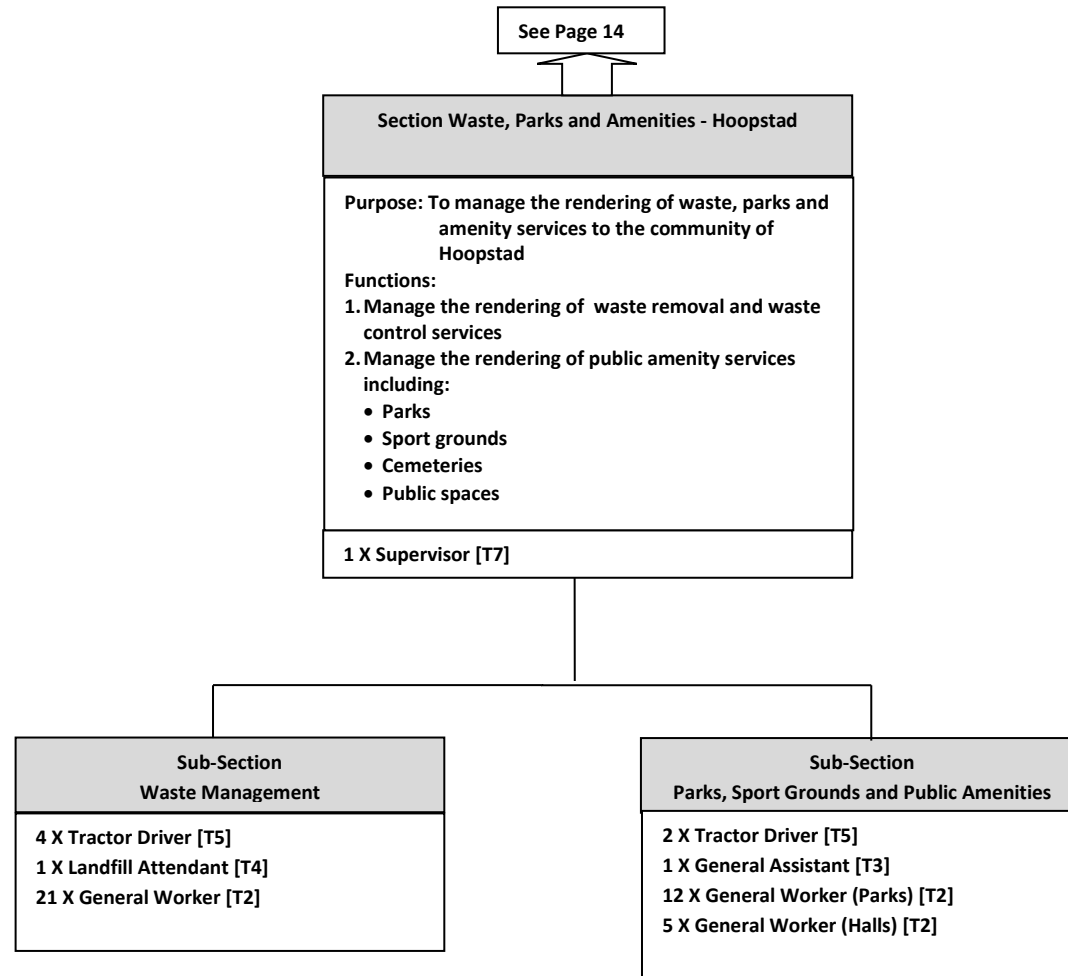 See Page 14
Section Waste, Parks and Amenities - Hoopstad
Purpose: To manage the rendering of waste, parks and
amenity services to the community of
Hoopstad
Functions:
1. Manage the rendering of  waste removal and waste
control services
2. Manage the rendering of public amenity services
including:
• Parks
• Sport grounds
• Cemeteries
• Public spaces
1 X Supervisor [T7]
Sub-Section
Waste Management
4 X Tractor Driver [T5]
1 X Landfill Attendant [T4]
21 X General Worker [T2]
Sub-Section
Parks, Sport Grounds and Public Amenities
2 X Tractor Driver [T5]
1 X General Assistant [T3]
12 X General Worker (Parks) [T2]
5 X General Worker (Halls) [T2]